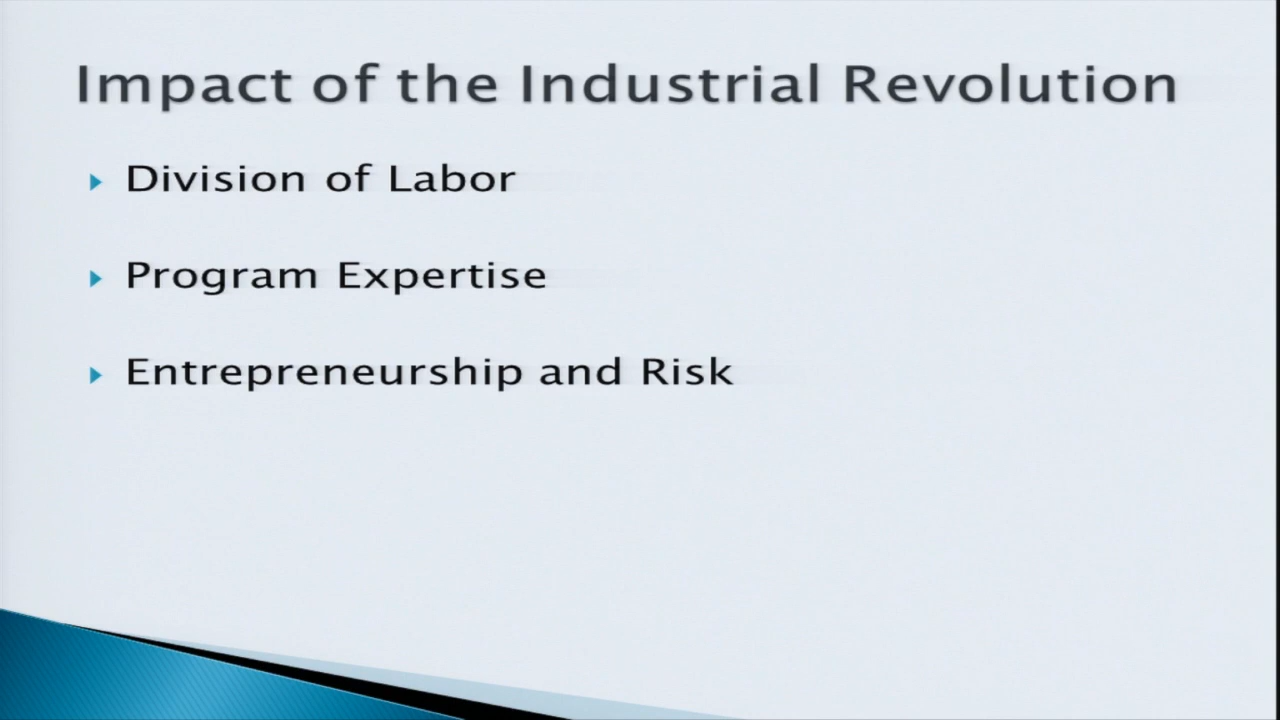 Impact of the Industrial Revolution
Division of Labor
Program Expertise
Entrepreneurship and Risk